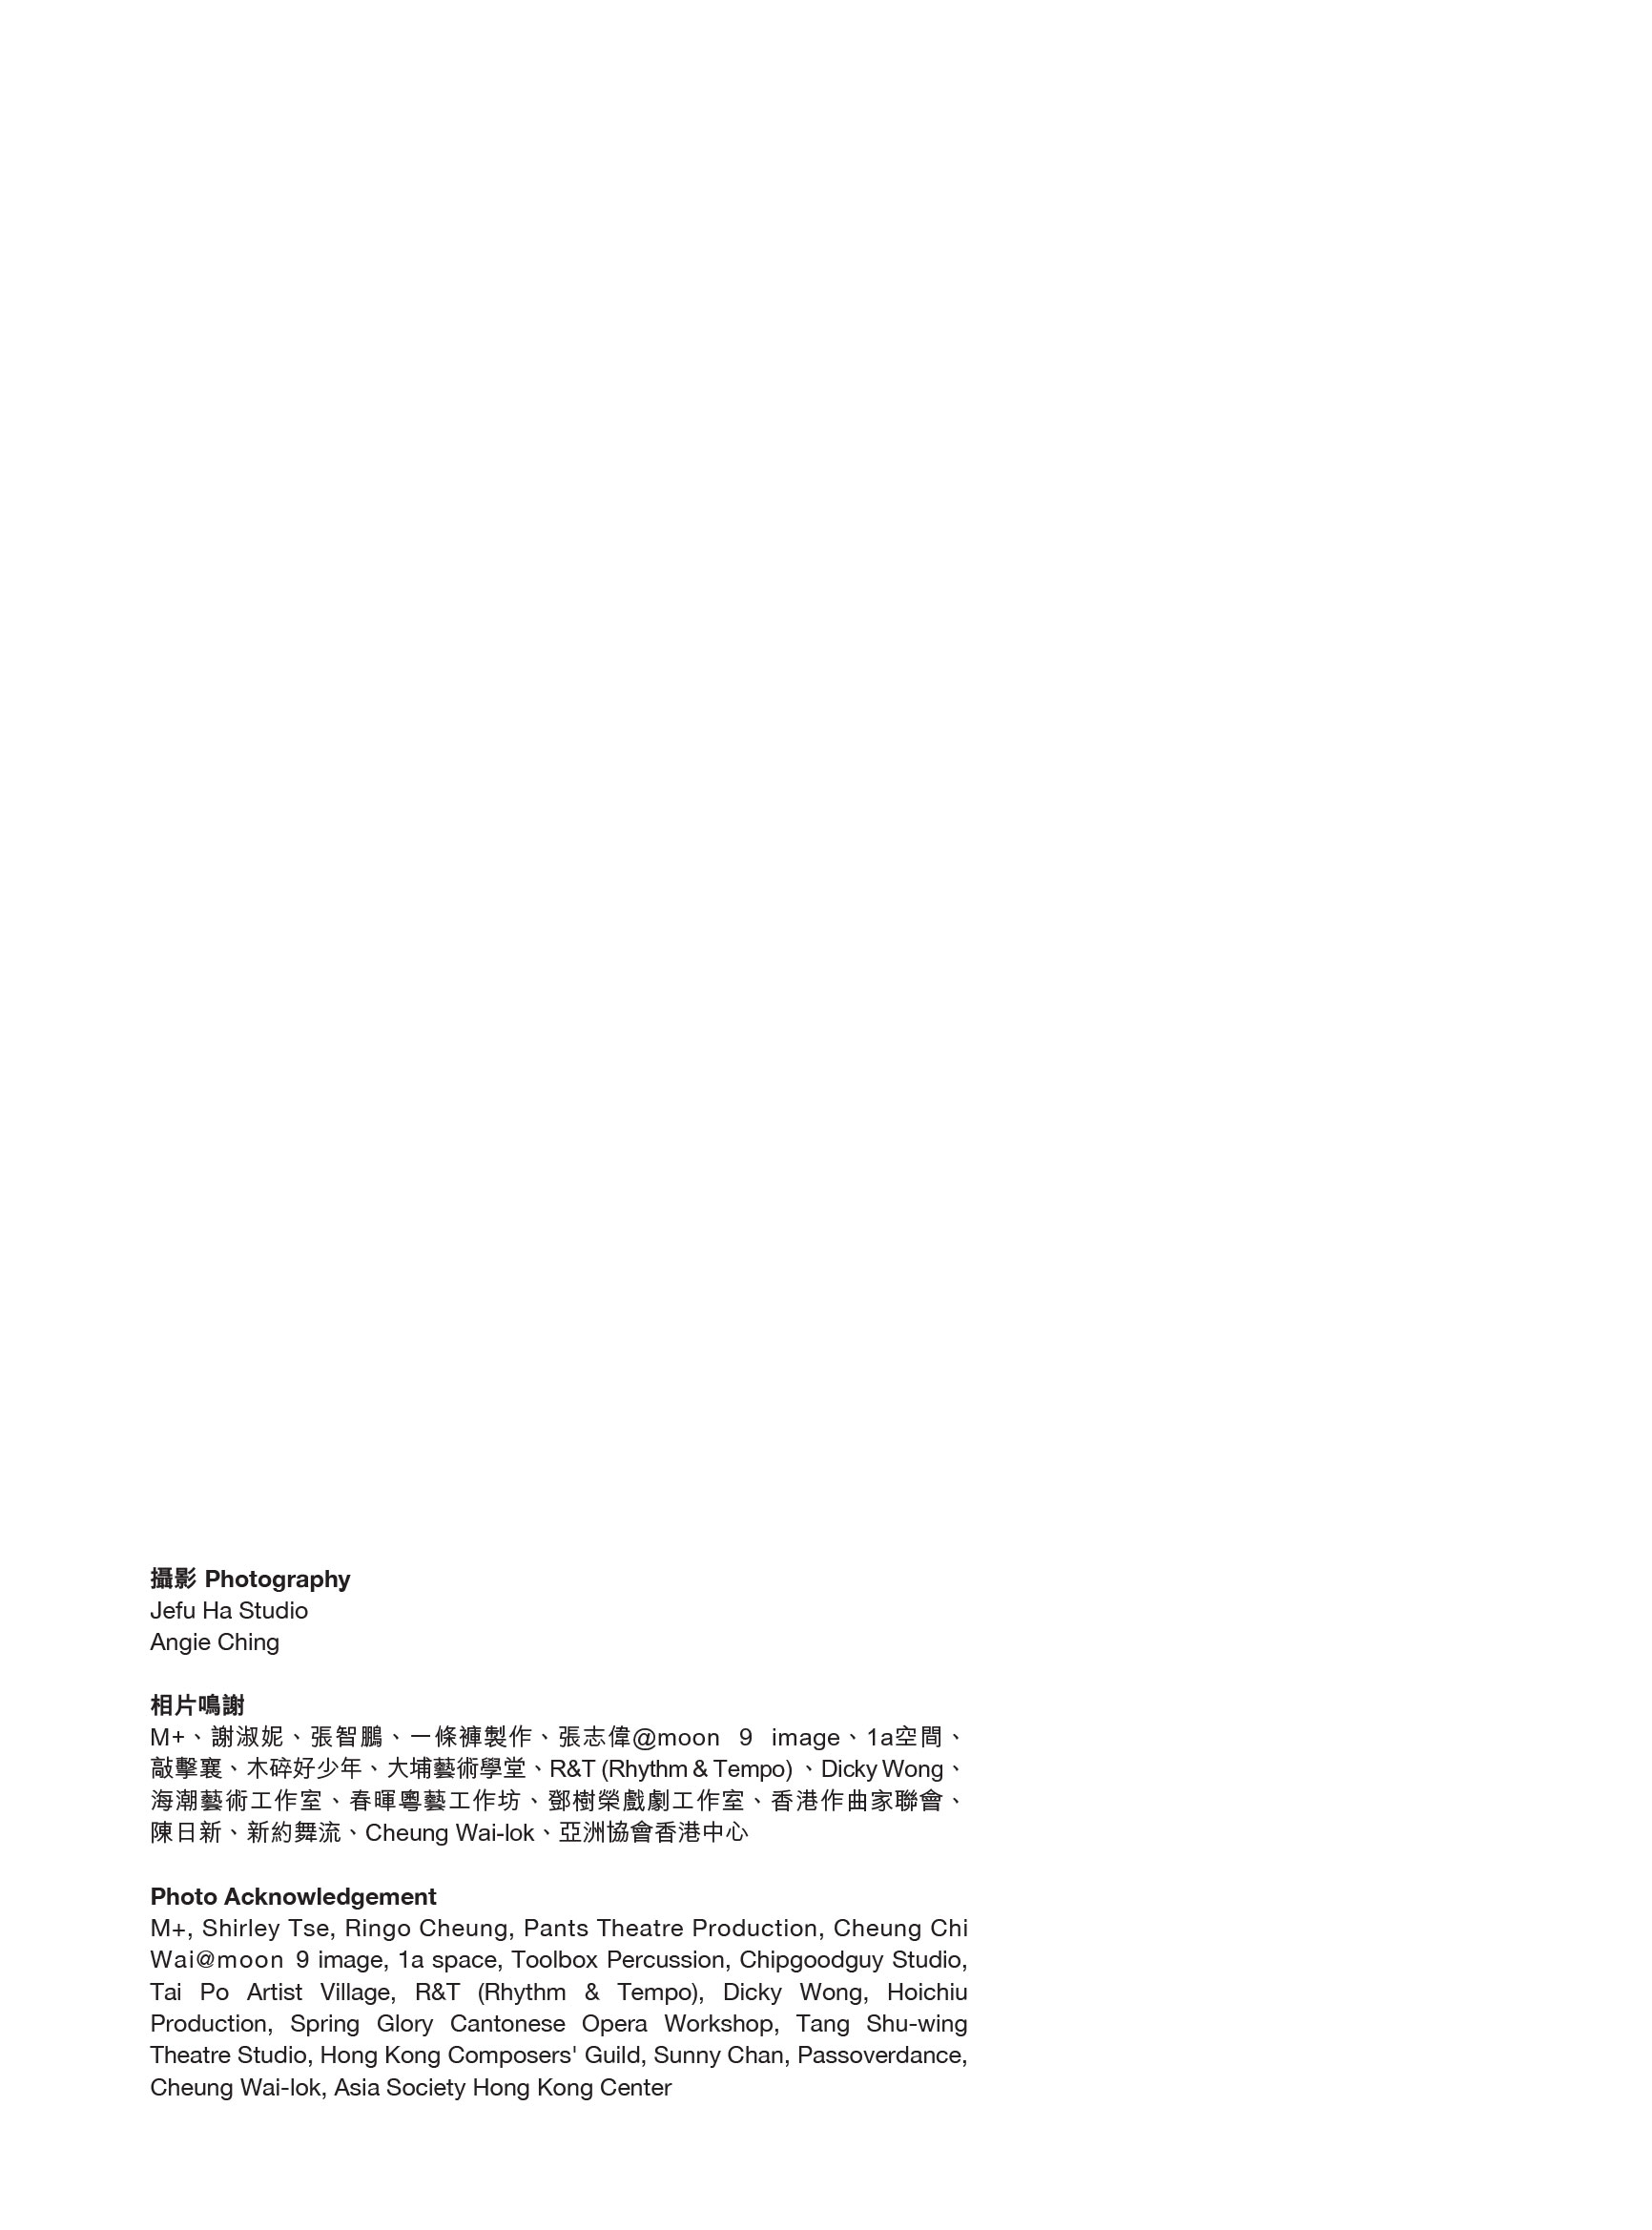 攝影 Photography
Jefu Ha Studio
Angie Ching
相片鳴謝
M+、謝淑妮、張智鵬、一條褲製作、張志偉@moon 9 image、1a空間、
敲擊襄、木碎好少年、大埔藝術學堂、R&T (Rhythm & Tempo) 、Dicky Wong、
海潮藝術工作室、春暉粵藝工作坊、鄧樹榮戲劇工作室、香港作曲家聯會、
陳日新、新約舞流、Cheung Wai-lok、亞洲協會香港中心
Photo Acknowledgement
M+, Shirley Tse, Ringo Cheung, Pants Theatre Production, Cheung Chi
Wai@moon 9 image, 1a space, Toolbox Percussion, Chipgoodguy Studio,
Tai Po Artist Village, R&T (Rhythm & Tempo), Dicky Wong, Hoichiu
Production, Spring Glory Cantonese Opera Workshop, Tang Shu-wing
Theatre Studio, Hong Kong Composers' Guild, Sunny Chan, Passoverdance,
Cheung Wai-lok, Asia Society Hong Kong Center